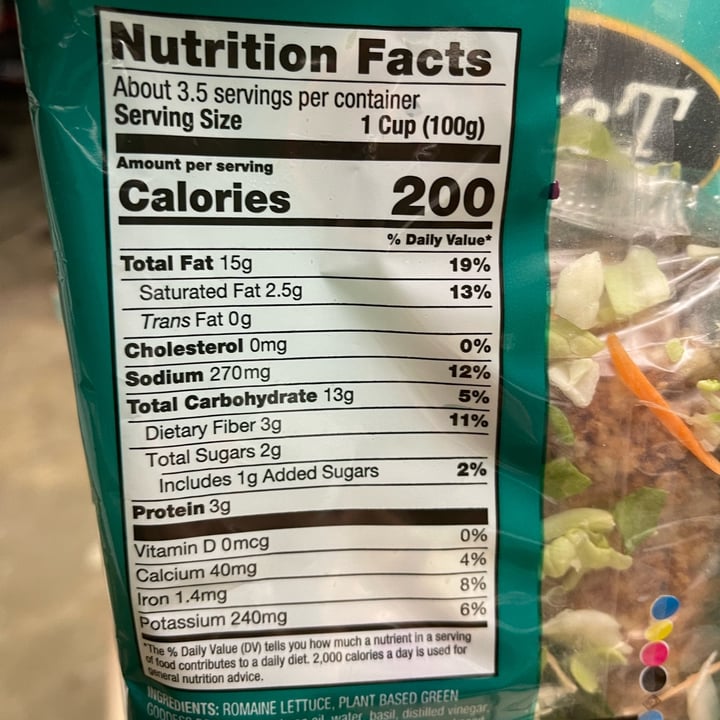 Nutrition Facts
About 3.5 servings per container
Serving Size 1 Cup (100g)
Amount per serving
Calories 200
% Daily Value*
Total Fat 15g 19%
Saturated Fat 2.5g 13%
Trans Fat 0g
Cholesterol 0mg 0%
Sodium 270mg 12%
Total Carbohydrate 13g 5%
Dietary Fiber 3g 11%
Total Sugars 2g
Includes 1g Added Sugars 2%
Protein 3g
Vitamin D 0mcg 0%
Calcium 40mg 4%
Iron 1.4mg 8%
Potassium 240mg 6%
*The % Daily Value (DV) tells you how much a nutrient in a serving
of food contributes to a daily diet. 2,000 calories a day is used for
general nutrition advice.
INGREDIENTS: ROMAINE LETTUCE, PLANT BASED GREEN
oil, water, basil, distilled vinegar,